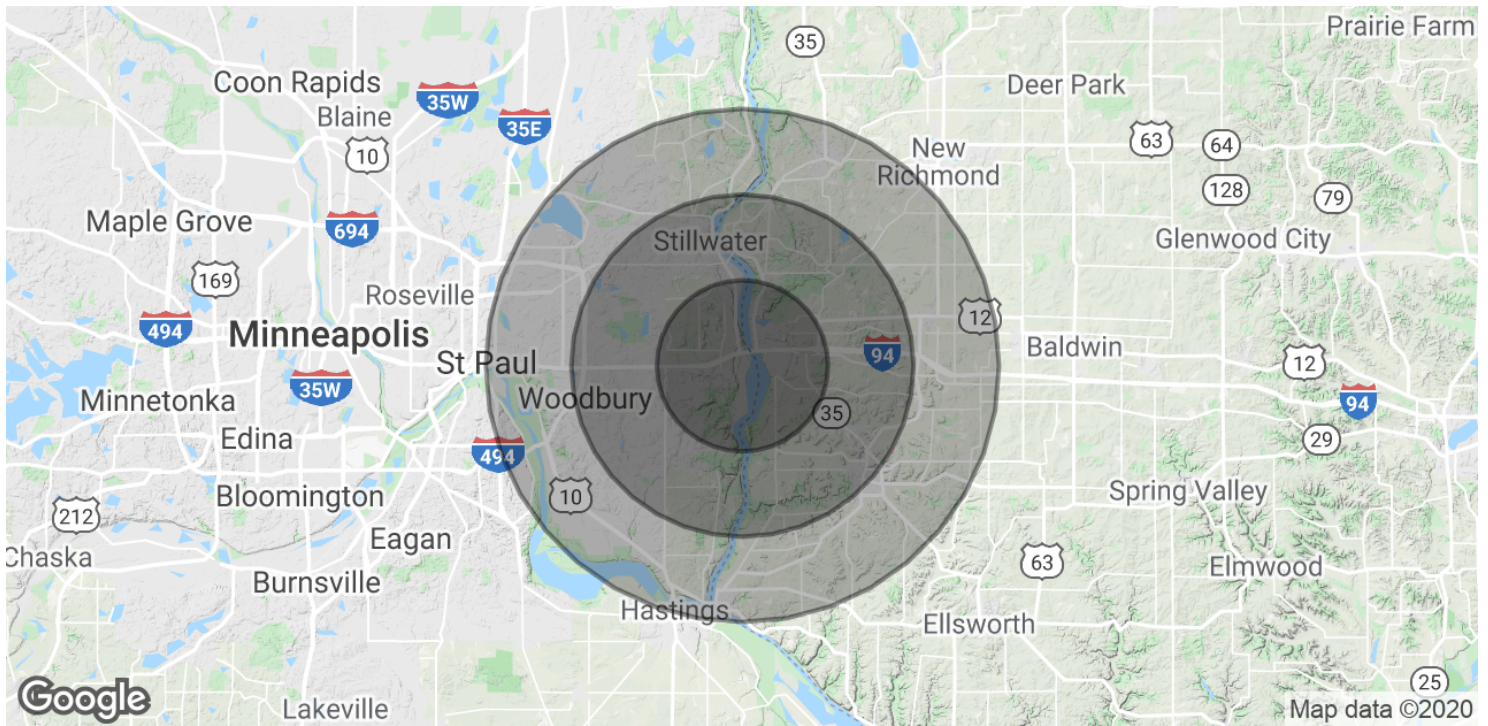 Prairie Farm
35
Coon Rapids
Deer Park
35W
Blaine
35E
63
64
10
New
Richmond
128
79
Maple Grove
694
Stillwater
Glenwood City
169
Roseville
12
494
Minneapolis
94
Baldwin
St Paul
12
35W
Woodbury
Minnetonka
94
35
Edina
29
494
Bloomington
10
Spring Valley
212
Eagan
Chaska
63
Elmwood
Burnsville
Hastings
Ellsworth
25
Google
Lakeville
Map data ©2020